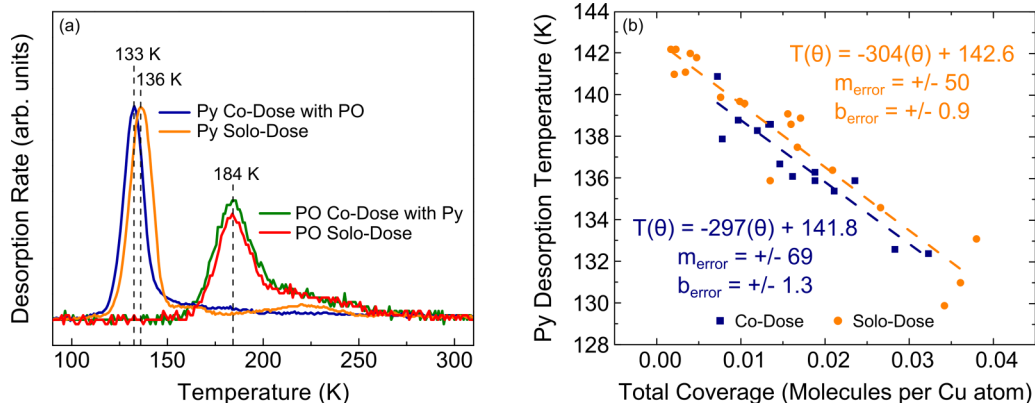 (a)
133 K
136 K
Py Co-Dose with PO
Py Solo-Dose
184 K
PO Co-Dose with Py
PO Solo-Dose
Desorption Rate (arb. units)
100 150 200 250 300
Temperature (K)
(b)
T(θ) = -304(θ) + 142.6
m_error = +/- 50
b_error = +/- 0.9
T(θ) = -297(θ) + 141.8
m_error = +/- 69
b_error = +/- 1.3
Co-Dose Solo-Dose
Py Desorption Temperature (K)
144
142
140
138
136
134
132
130
128
0.00 0.01 0.02 0.03 0.04
Total Coverage (Molecules per Cu atom)